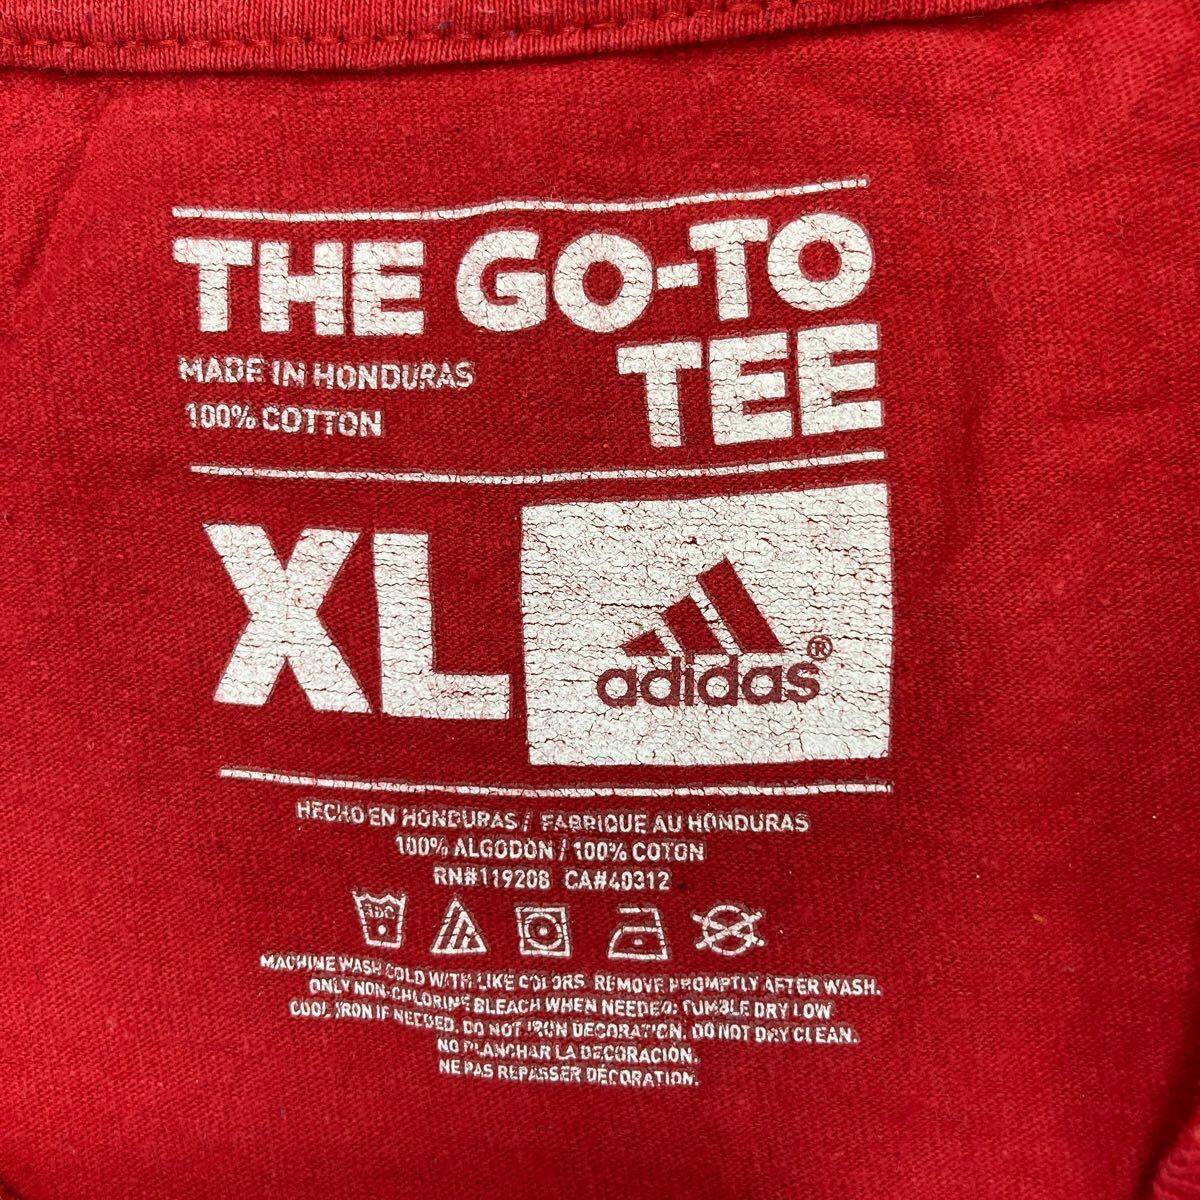 THE GO-TO
TEE
MADE IN HONDURAS
100% COTTON
XL
adidas®
HECHO EN HONDURAS / FABRIQUE AU HONDURAS
100% ALGODÓN / 100% COTON
RN#119208 CA#40312
30C
MACHINE WASH COLD WITH LIKE COLORS. REMOVE PROMPTLY AFTER WASH.
ONLY NON-CHLORINE BLEACH WHEN NEEDED. TUMBLE DRY LOW
COOL IRON IF NEEDED. DO NOT IRON DECORATION. DO NOT DRY CLEAN.
NO PLANCHAR LA DECORACIÓN.
NE PAS REPASSER DÉCORATION.